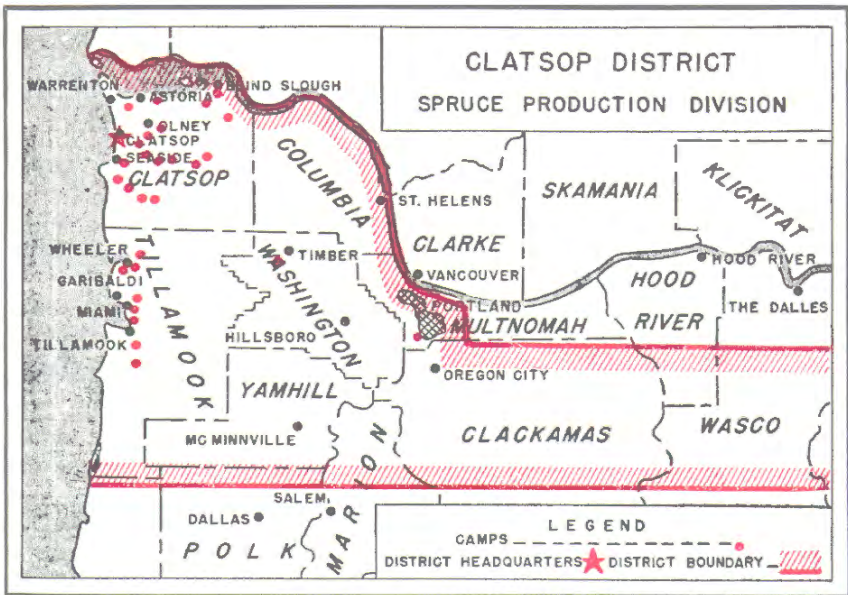 CLATSOP DISTRICT
SPRUCE PRODUCTION DIVISION
WARRENTON
ASTORIA
BLIND SLOUGH
OLNEY
CLATSOP
SEASIDE
CLATSOP
COLUMBIA
ST. HELENS
SKAMANIA
KLICKITAT
CLARKE
WHEELER
TIMBER
VANCOUVER
HOOD RIVER
GARIBALDI
TILLAMOOK
WASHINGTON
PORTLAND
HOOD
RIVER
THE DALLES
MIAMI
TILLAMOOK
HILLSBORO
MULTNOMAH
OREGON CITY
YAMHILL
MC MINNVILLE
CLACKAMAS
WASCO
SALEM
DALLAS
POLK
MARION
LEGEND
CAMPS
DISTRICT HEADQUARTERS DISTRICT BOUNDARY